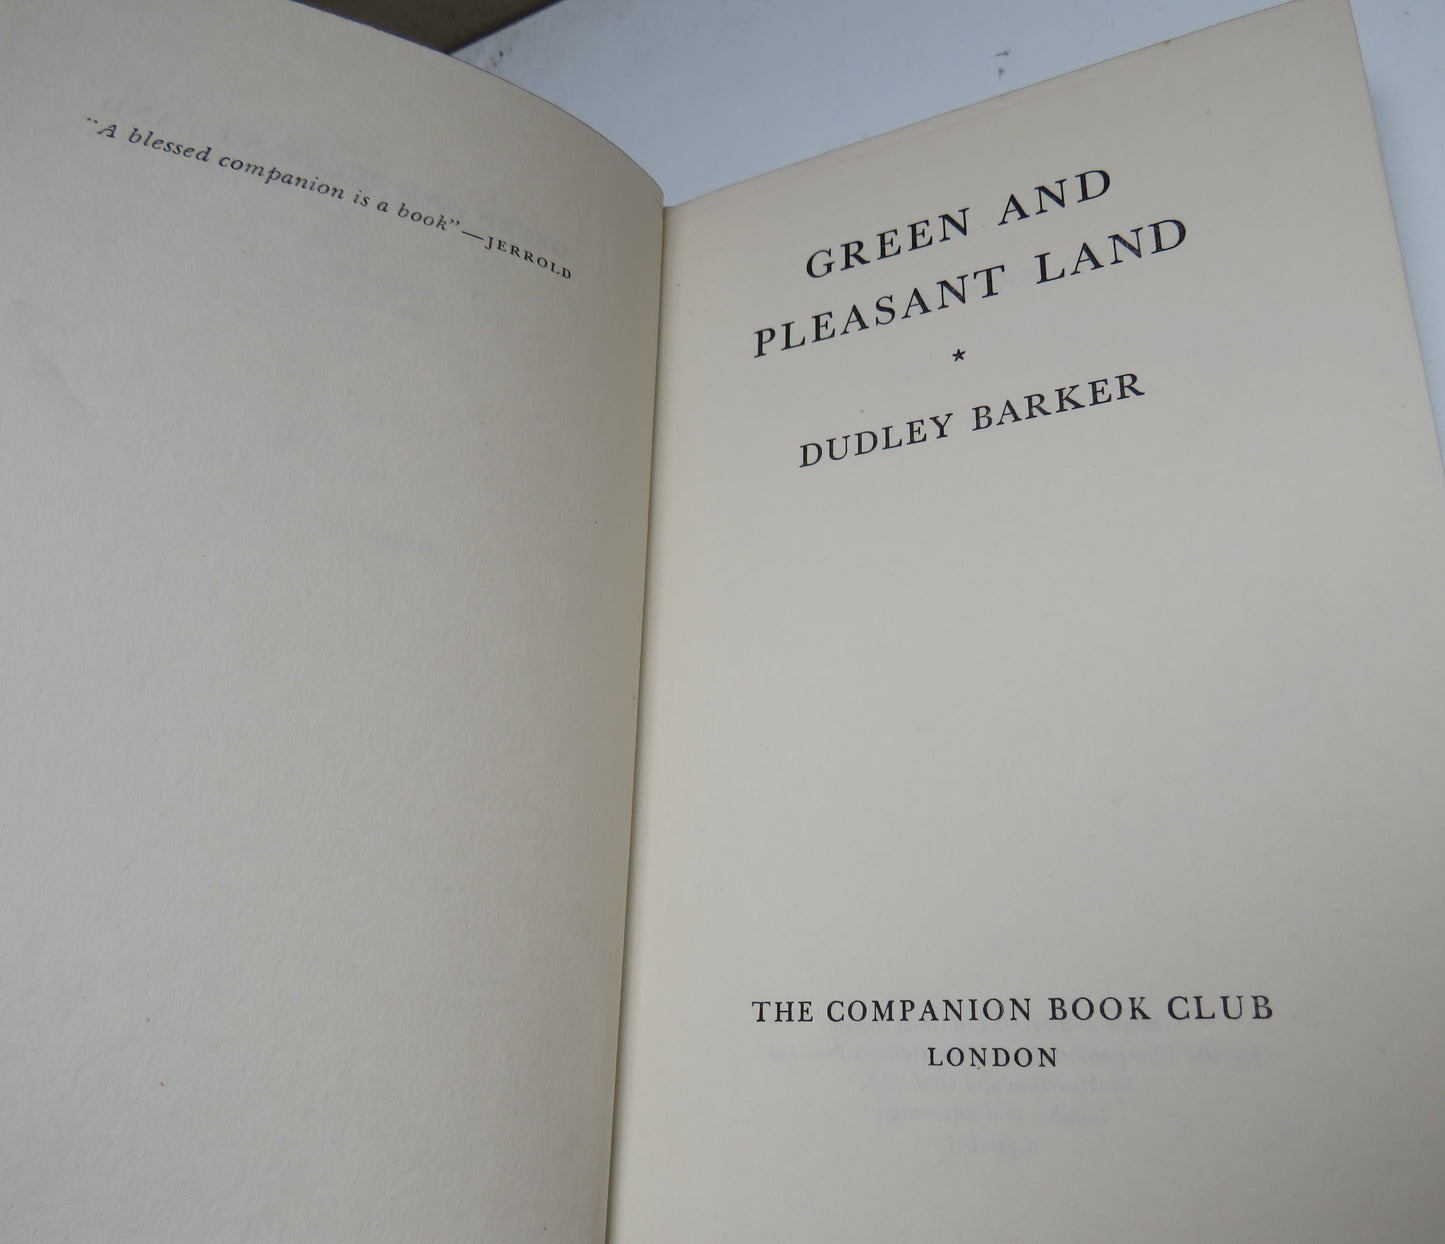 "A blessed companion is a book"—JERROLD
GREEN AND
PLEASANT LAND
*
DUDLEY BARKER
THE COMPANION BOOK CLUB
LONDON